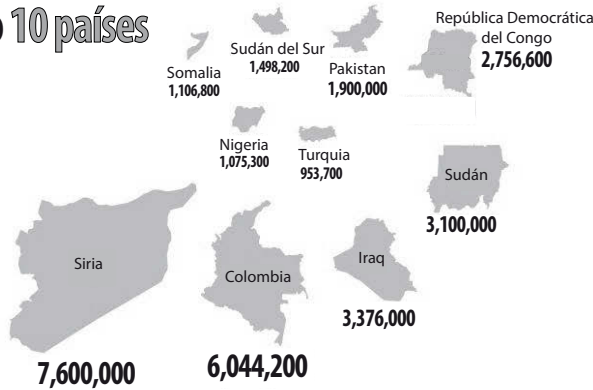 10 países
República Democrática
del Congo
2,756,600
Sudán del Sur
1,498,200
Somalia
1,106,800
Pakistan
1,900,000
Nigeria
1,075,300
Turquia
953,700
Sudán
3,100,000
Siria
7,600,000
Colombia
6,044,200
Iraq
3,376,000